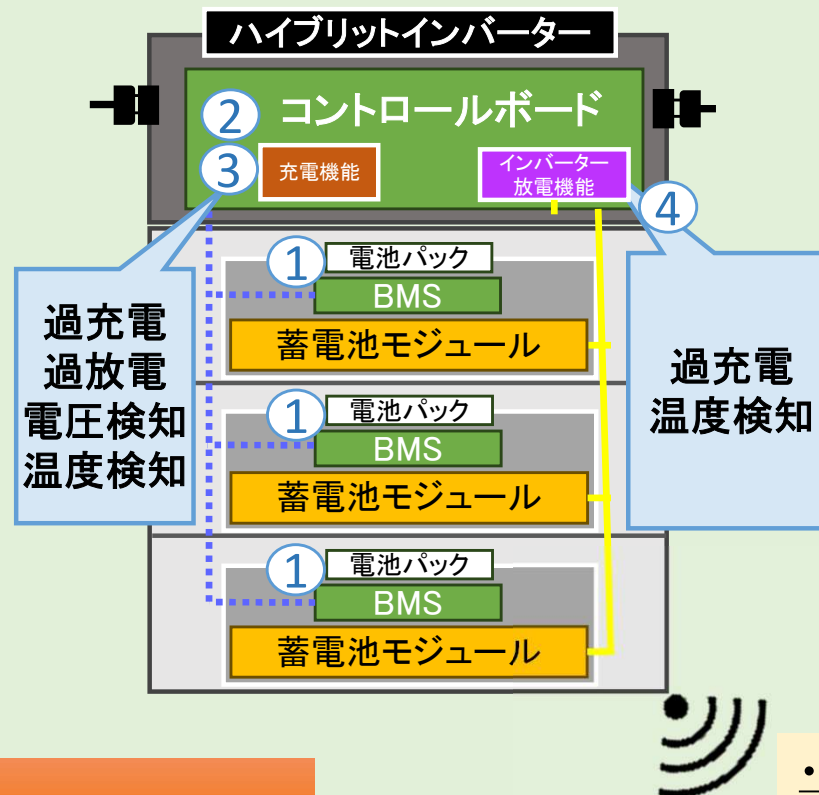 ハイブリットインバーター
② コントロールボード
③ 充電機能
インバーター
放電機能
④
過充電
過放電
電圧検知
温度検知
過充電
温度検知
① 電池パック
BMS
蓄電池モジュール
① 電池パック
BMS
蓄電池モジュール
① 電池パック
BMS
蓄電池モジュール